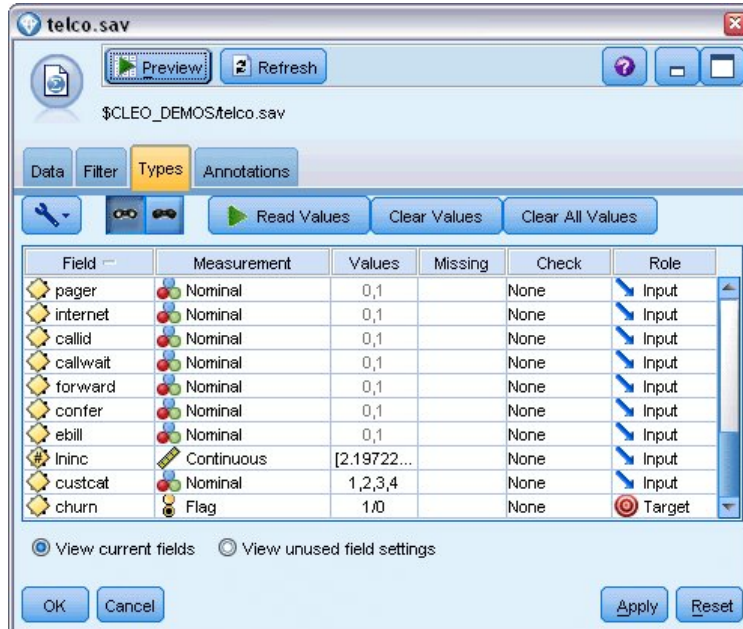 telco.sav
Preview Refresh
$CLEO_DEMOS/telco.sav
Data Filter Types Annotations
Read Values Clear Values Clear All Values
Field Measurement Values Missing Check Role
pager Nominal 0,1 None Input
internet Nominal 0,1 None Input
callid Nominal 0,1 None Input
callwait Nominal 0,1 None Input
forward Nominal 0,1 None Input
confer Nominal 0,1 None Input
ebill Nominal 0,1 None Input
lninc Continuous [2.19722... None Input
custcat Nominal 1,2,3,4 None Input
churn Flag 1/0 None Target
View current fields View unused field settings
OK Cancel Apply Reset